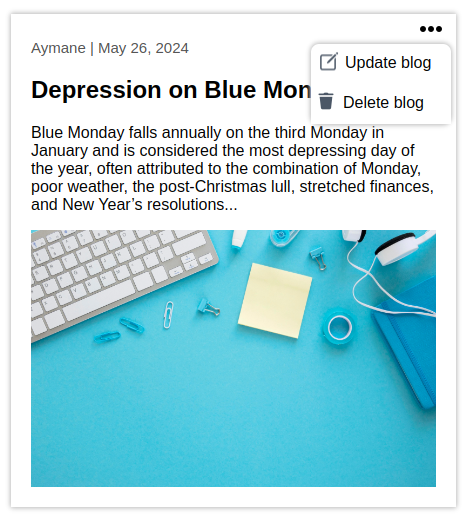 Aymane | May 26, 2024
Update blog
Depression on Blue Mon
Delete blog
Blue Monday falls annually on the third Monday in
January and is considered the most depressing day of
the year, often attributed to the combination of Monday,
poor weather, the post-Christmas lull, stretched finances,
and New Year’s resolutions...